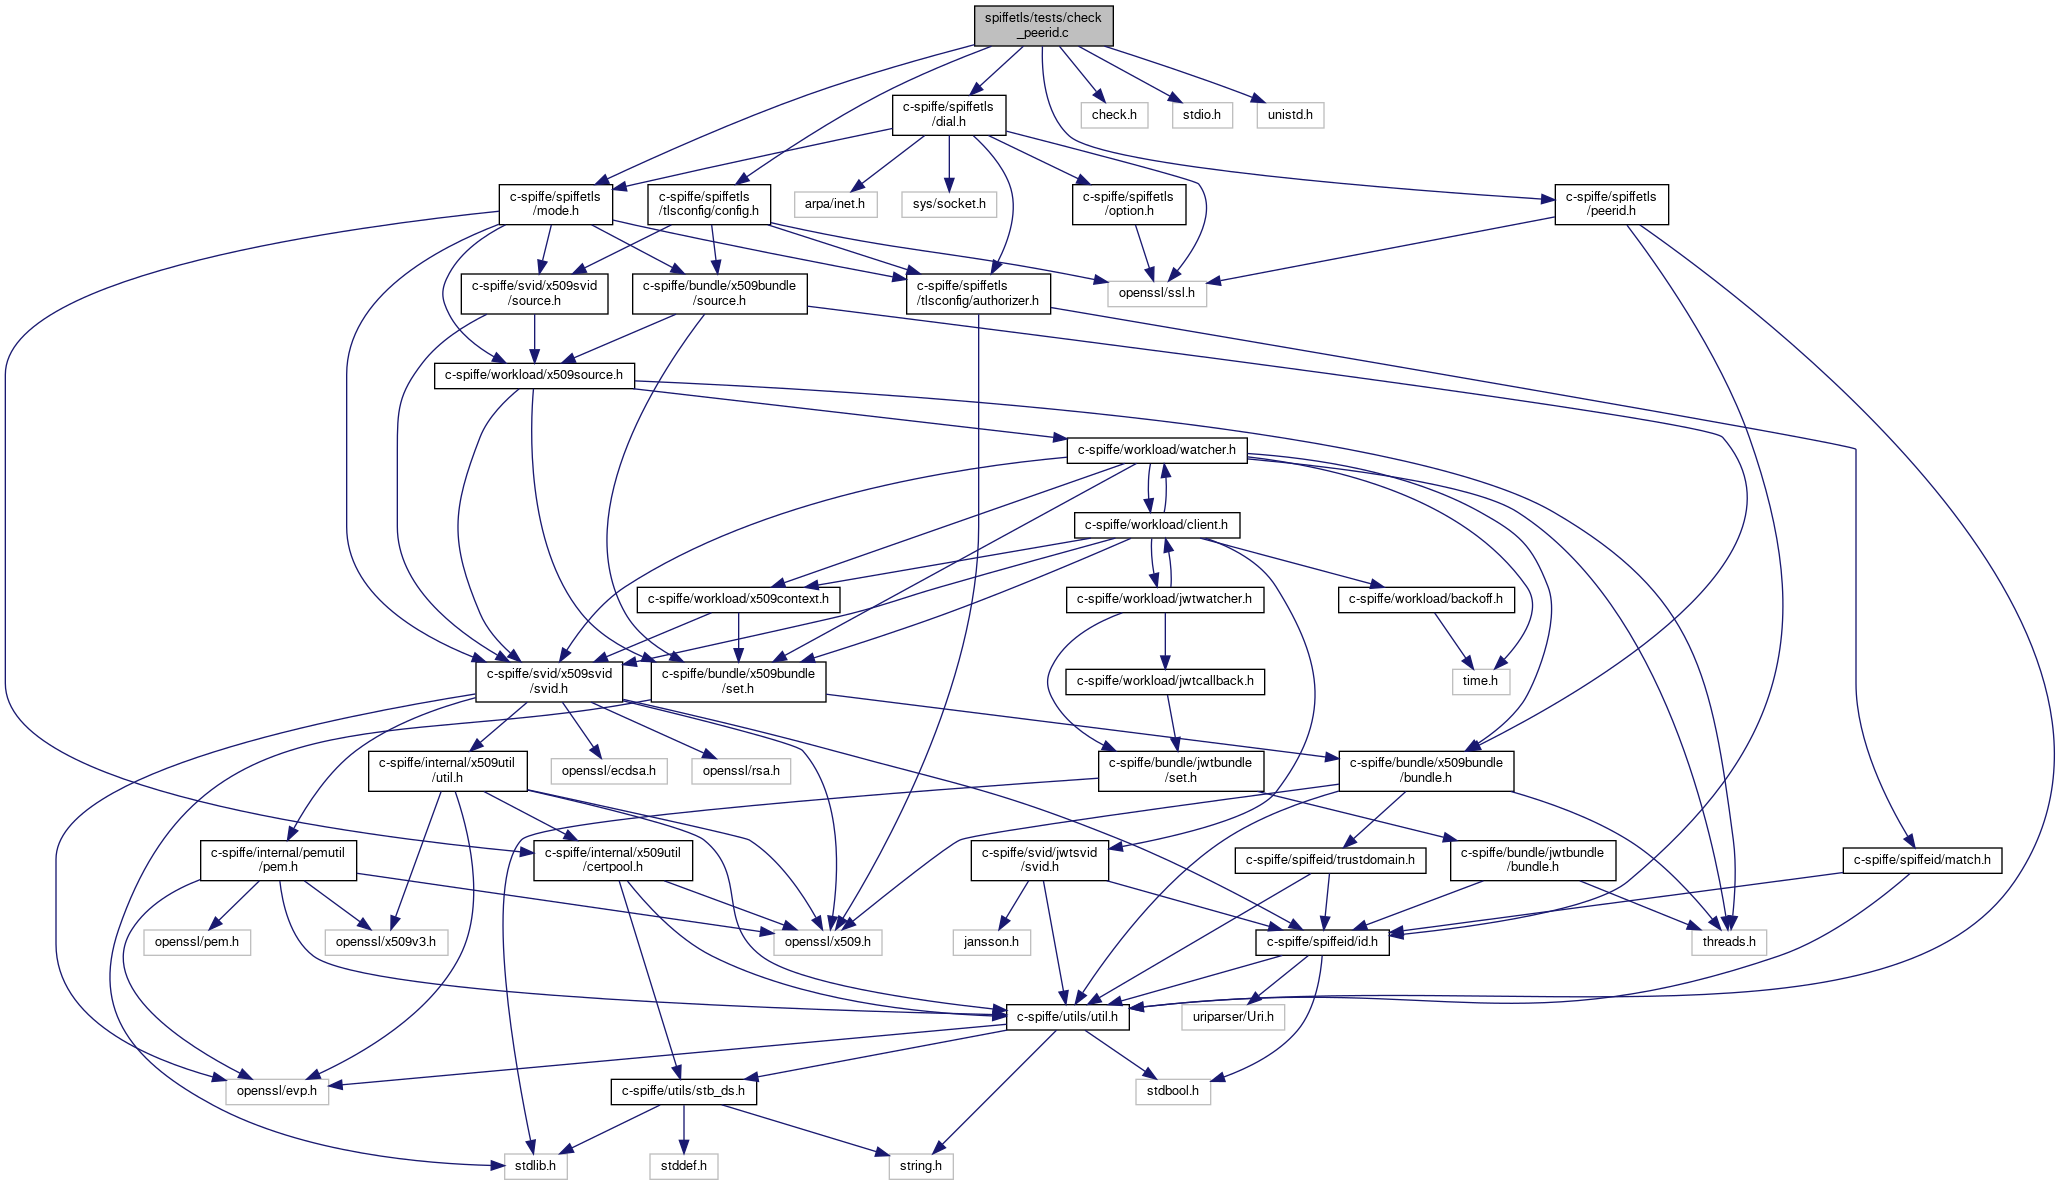 spiffetls/tests/check
_peerid.c
c-spiffe/spiffetls
/dial.h
check.h
stdio.h
unistd.h
c-spiffe/spiffetls
/mode.h
c-spiffe/spiffetls
/tlsconfig/config.h
arpa/inet.h
sys/socket.h
c-spiffe/spiffetls
/option.h
c-spiffe/spiffetls
/peerid.h
c-spiffe/svid/x509svid
/source.h
c-spiffe/bundle/x509bundle
/source.h
c-spiffe/spiffetls
/tlsconfig/authorizer.h
openssl/ssl.h
c-spiffe/workload/x509source.h
c-spiffe/workload/watcher.h
c-spiffe/workload/client.h
c-spiffe/workload/x509context.h
c-spiffe/workload/jwtwatcher.h
c-spiffe/workload/backoff.h
c-spiffe/svid/x509svid
/svid.h
c-spiffe/bundle/x509bundle
/set.h
c-spiffe/workload/jwtcallback.h
time.h
c-spiffe/internal/x509util
/util.h
openssl/ecdsa.h
openssl/rsa.h
c-spiffe/bundle/jwtbundle
/set.h
c-spiffe/bundle/x509bundle
/bundle.h
c-spiffe/internal/pemutil
/pem.h
c-spiffe/internal/x509util
/certpool.h
c-spiffe/svid/jwtsvid
/svid.h
c-spiffe/spiffeid/trustdomain.h
c-spiffe/bundle/jwtbundle
/bundle.h
c-spiffe/spiffeid/match.h
openssl/pem.h
openssl/x509v3.h
openssl/x509.h
jansson.h
c-spiffe/spiffeid/id.h
threads.h
c-spiffe/utils/util.h
uriparser/Uri.h
openssl/evp.h
c-spiffe/utils/stb_ds.h
stdbool.h
stdlib.h
stddef.h
string.h